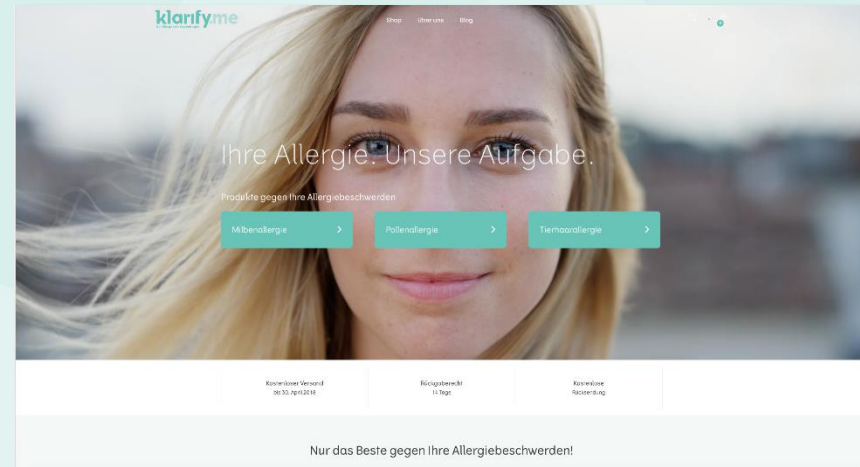 klarify.me
Shop Über uns Blog
Ihre Allergie. Unsere Aufgabe.
Produkte gegen Ihre Allergiebeschwerden
Milbenallergie
Pollenallergie
Tierhaarallergie
Kostenloser Versand
bis 30. April 2018
Rückgaberecht
14 Tage
Kostenlose
Rücksendung
Nur das Beste gegen Ihre Allergiebeschwerden!